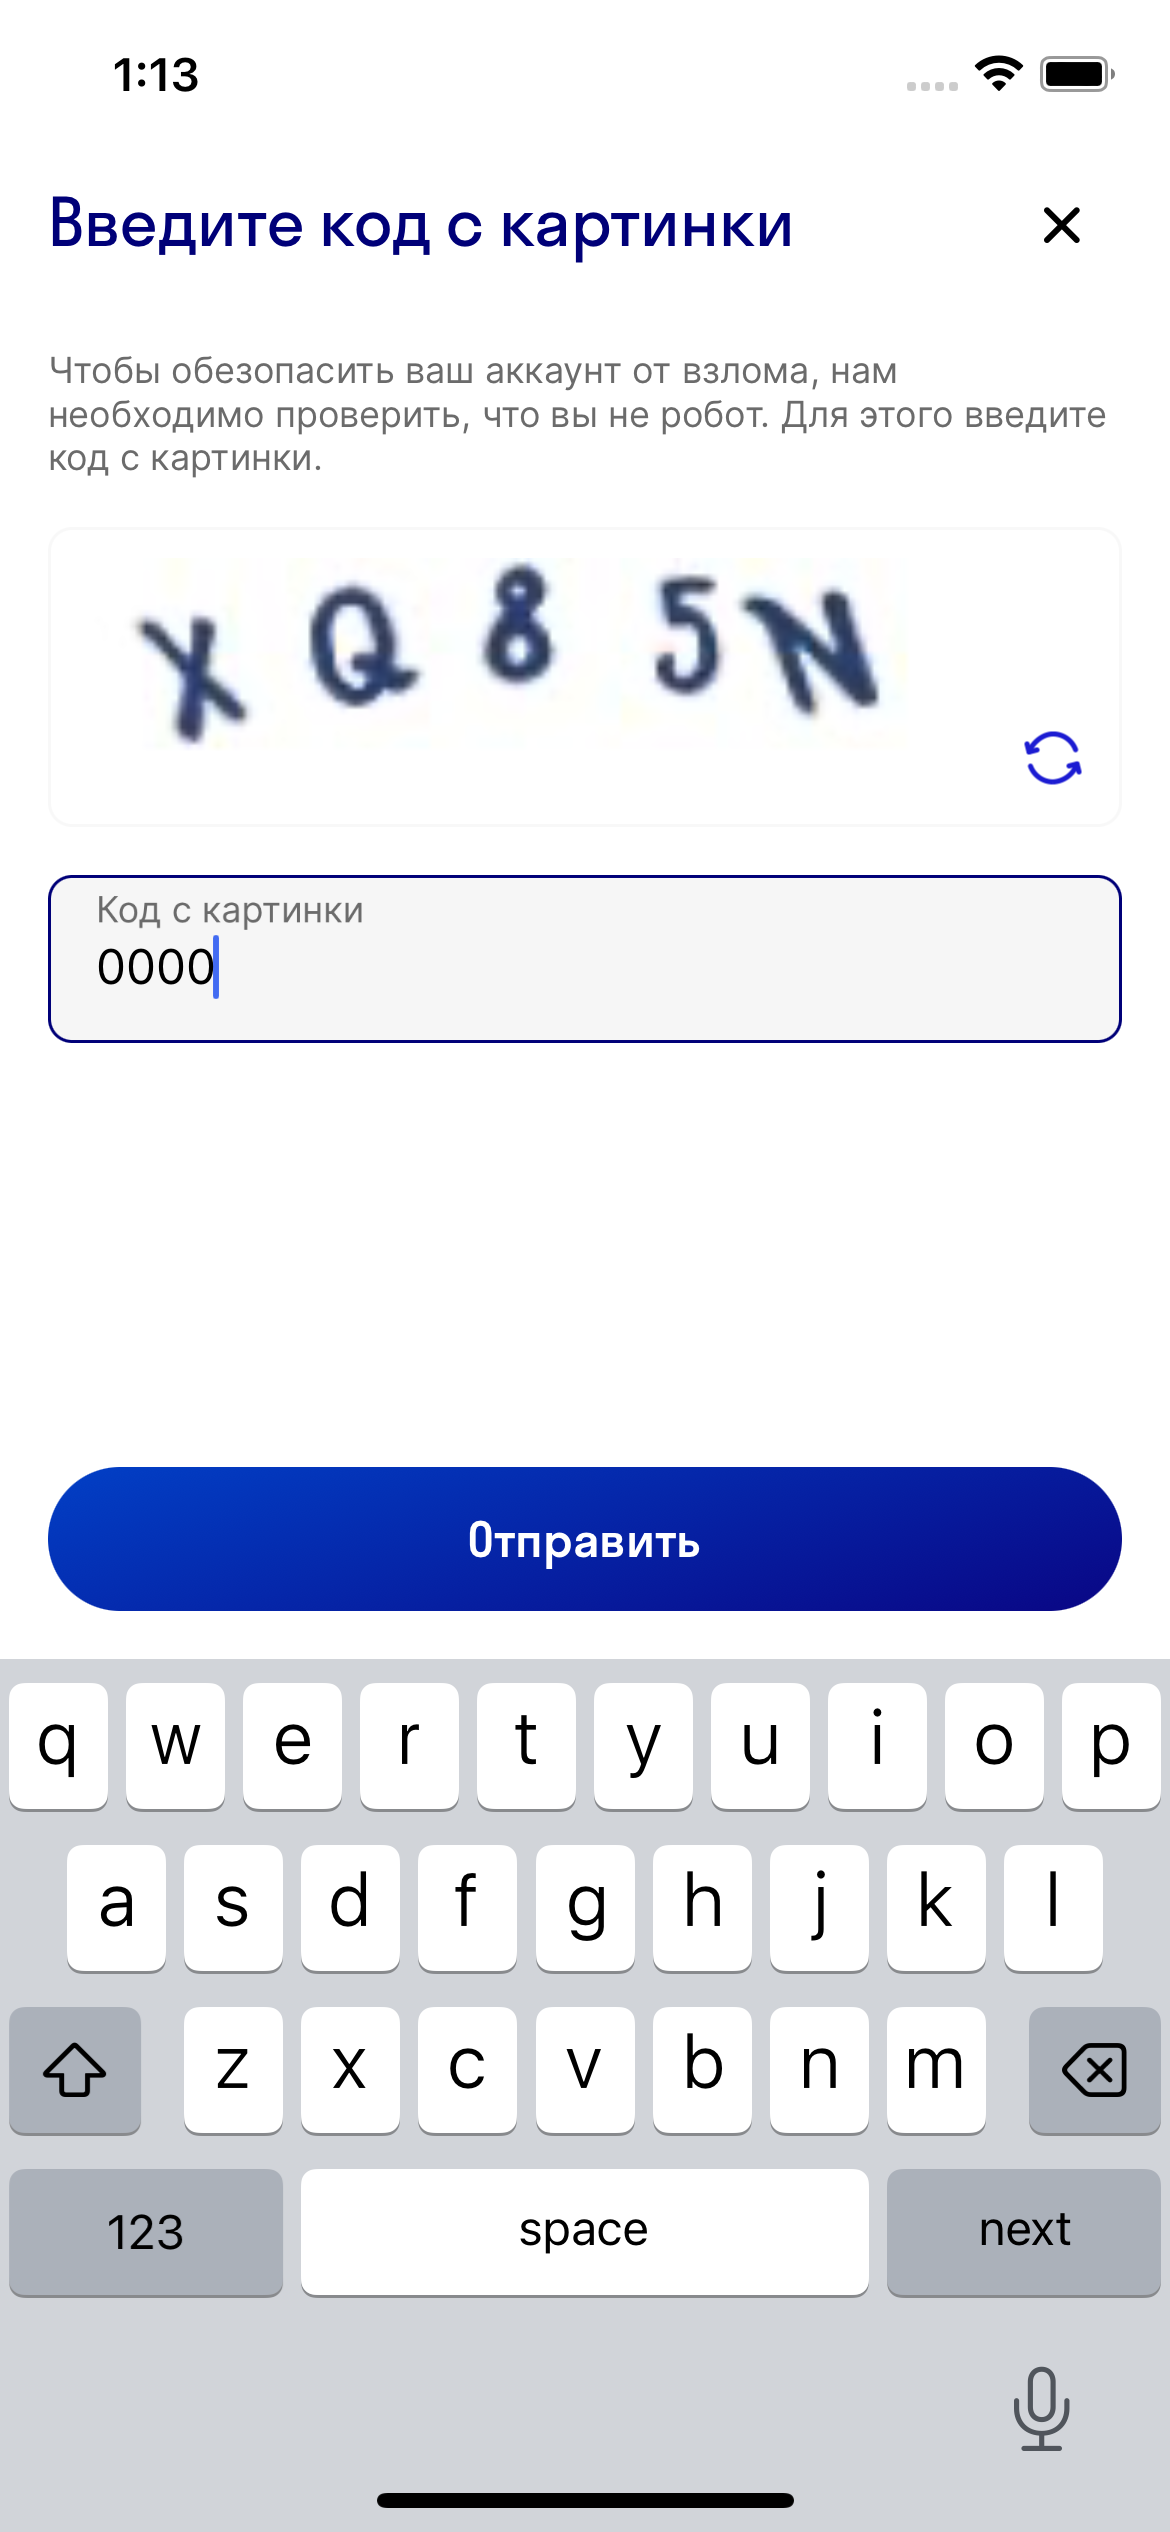 1:13
Введите код с картинки
Чтобы обезопасить ваш аккаунт от взлома, нам
необходимо проверить, что вы не робот. Для этого введите
код с картинки.
X Q 8 5 N
Код с картинки
0000
Отправить
q w e r t y u i o p
a s d f g h j k l
z x c v b n m
123 space next